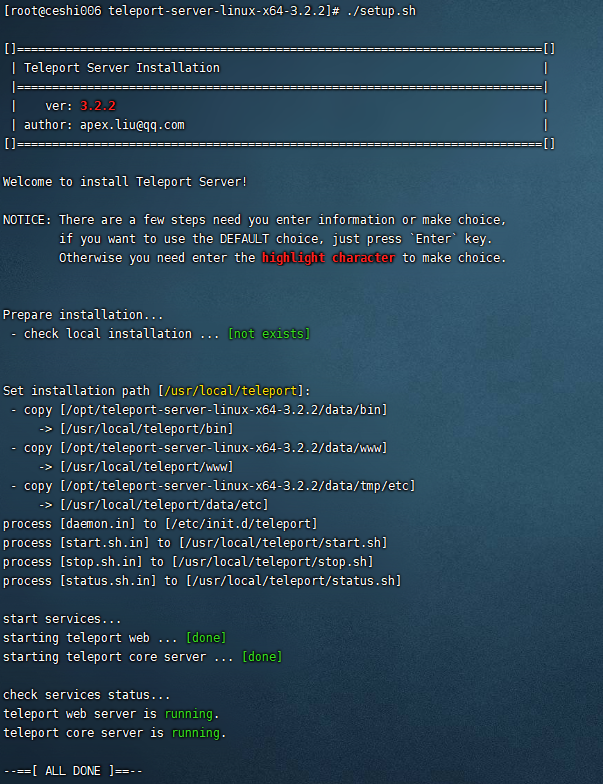 [root@ceshi006 teleport-server-linux-x64-3.2.2]# ./setup.sh
[]===========================================================================[]
| Teleport Server Installation |
|===========================================================================|
| ver: 3.2.2 |
| author: apex.liu@qq.com |
[]===========================================================================[]
Welcome to install Teleport Server!
NOTICE: There are a few steps need you enter information or make choice,
if you want to use the DEFAULT choice, just press `Enter` key.
Otherwise you need enter the highlight character to make choice.
Prepare installation...
- check local installation ... [not exists]
Set installation path [/usr/local/teleport]:
- copy [/opt/teleport-server-linux-x64-3.2.2/data/bin]
-> [/usr/local/teleport/bin]
- copy [/opt/teleport-server-linux-x64-3.2.2/data/www]
-> [/usr/local/teleport/www]
- copy [/opt/teleport-server-linux-x64-3.2.2/data/tmp/etc]
-> [/usr/local/teleport/data/etc]
process [daemon.in] to [/etc/init.d/teleport]
process [start.sh.in] to [/usr/local/teleport/start.sh]
process [stop.sh.in] to [/usr/local/teleport/stop.sh]
process [status.sh.in] to [/usr/local/teleport/status.sh]
start services...
starting teleport web ... [done]
starting teleport core server ... [done]
check services status...
teleport web server is running.
teleport core server is running.
--==[ ALL DONE ]==--